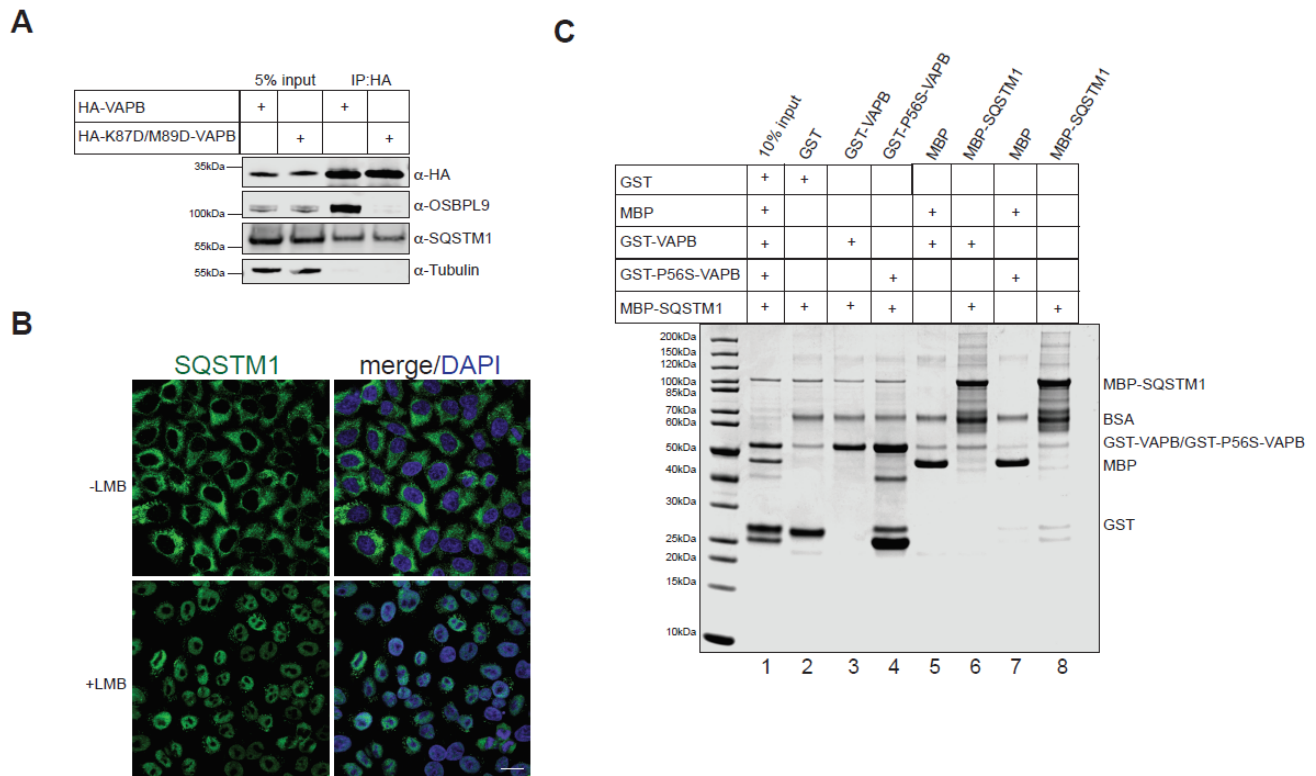 A
5% input IP:HA
HA-VAPB + +
HA-K87D/M89D-VAPB + +
35kDa α-HA
100kDa α-OSBPL9
55kDa α-SQSTM1
55kDa α-Tubulin
B
SQSTM1 merge/DAPI
-LMB
+LMB
C
10% input GST GST-VAPB GST-P56S-VAPB MBP MBP-SQSTM1 MBP MBP-SQSTM1
GST + +
MBP + + +
GST-VAPB + + + +
GST-P56S-VAPB + + +
MBP-SQSTM1 + + + + + +
200kDa
150kDa
120kDa
100kDa MBP-SQSTM1
85kDa
70kDa BSA
60kDa
50kDa GST-VAPB/GST-P56S-VAPB
40kDa MBP
30kDa
25kDa GST
20kDa
15kDa
10kDa
1 2 3 4 5 6 7 8